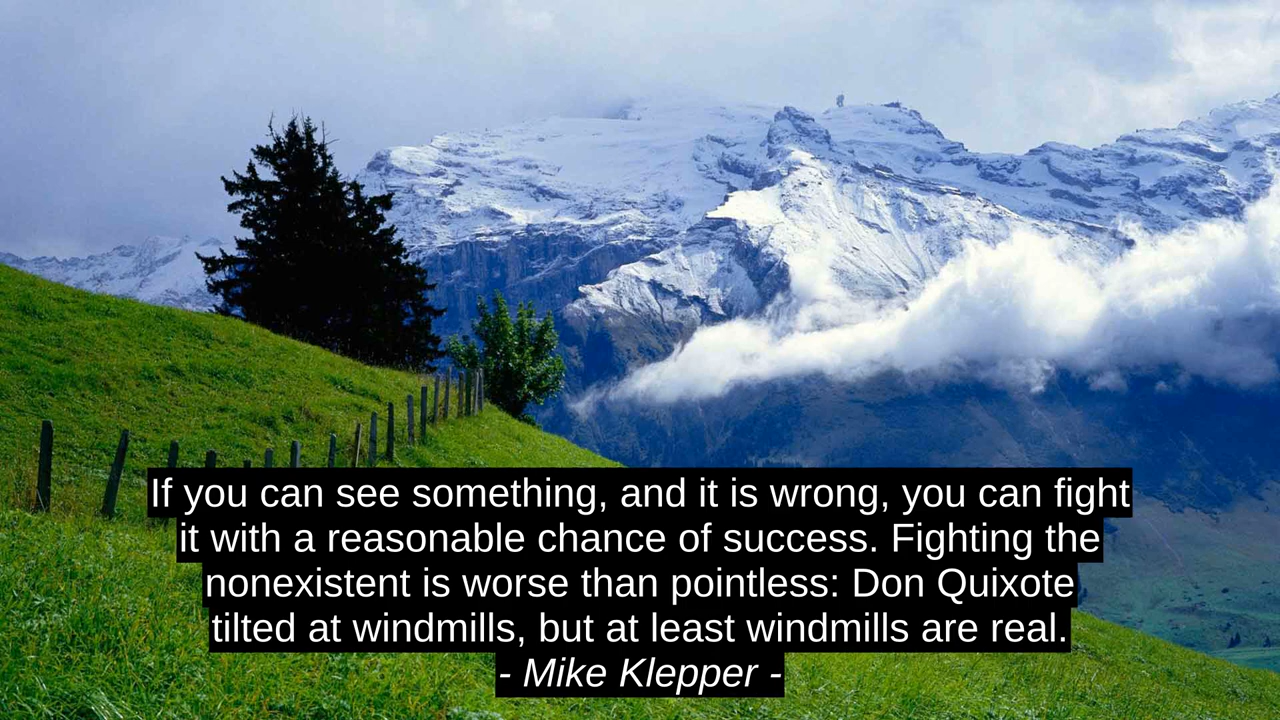 If you can see something, and it is wrong, you can fight
it with a reasonable chance of success. Fighting the
nonexistent is worse than pointless: Don Quixote
tilted at windmills, but at least windmills are real.
- Mike Klepper -